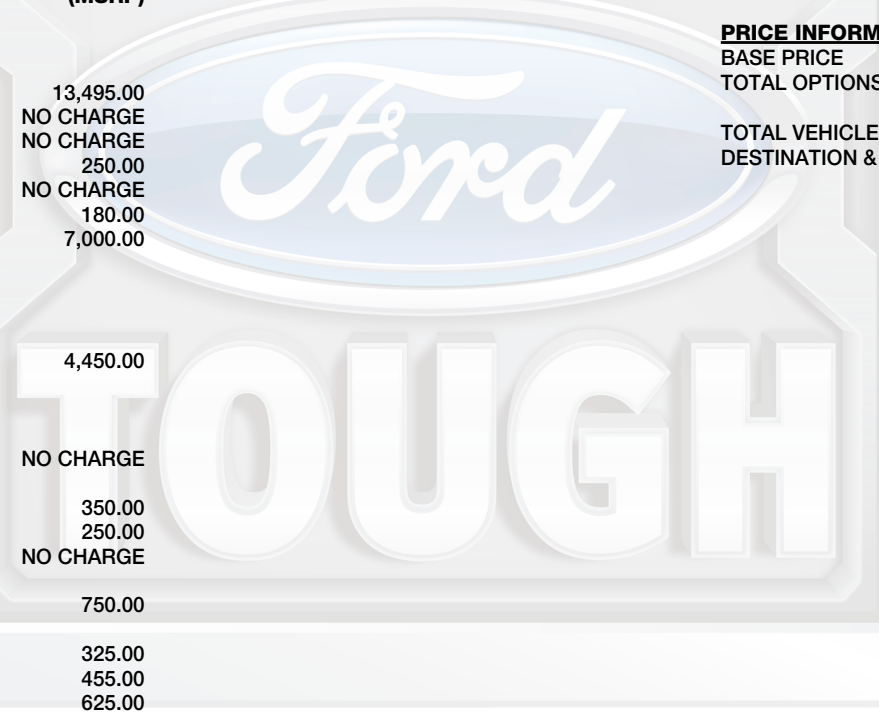 (MSRP)
13,495.00
NO CHARGE
NO CHARGE
250.00
NO CHARGE
180.00
7,000.00
4,450.00
NO CHARGE
350.00
250.00
NO CHARGE
750.00
325.00
455.00
625.00
PRICE INFORM
BASE PRICE
TOTAL OPTIONS
TOTAL VEHICLE
DESTINATION &
Ford
TOUGH